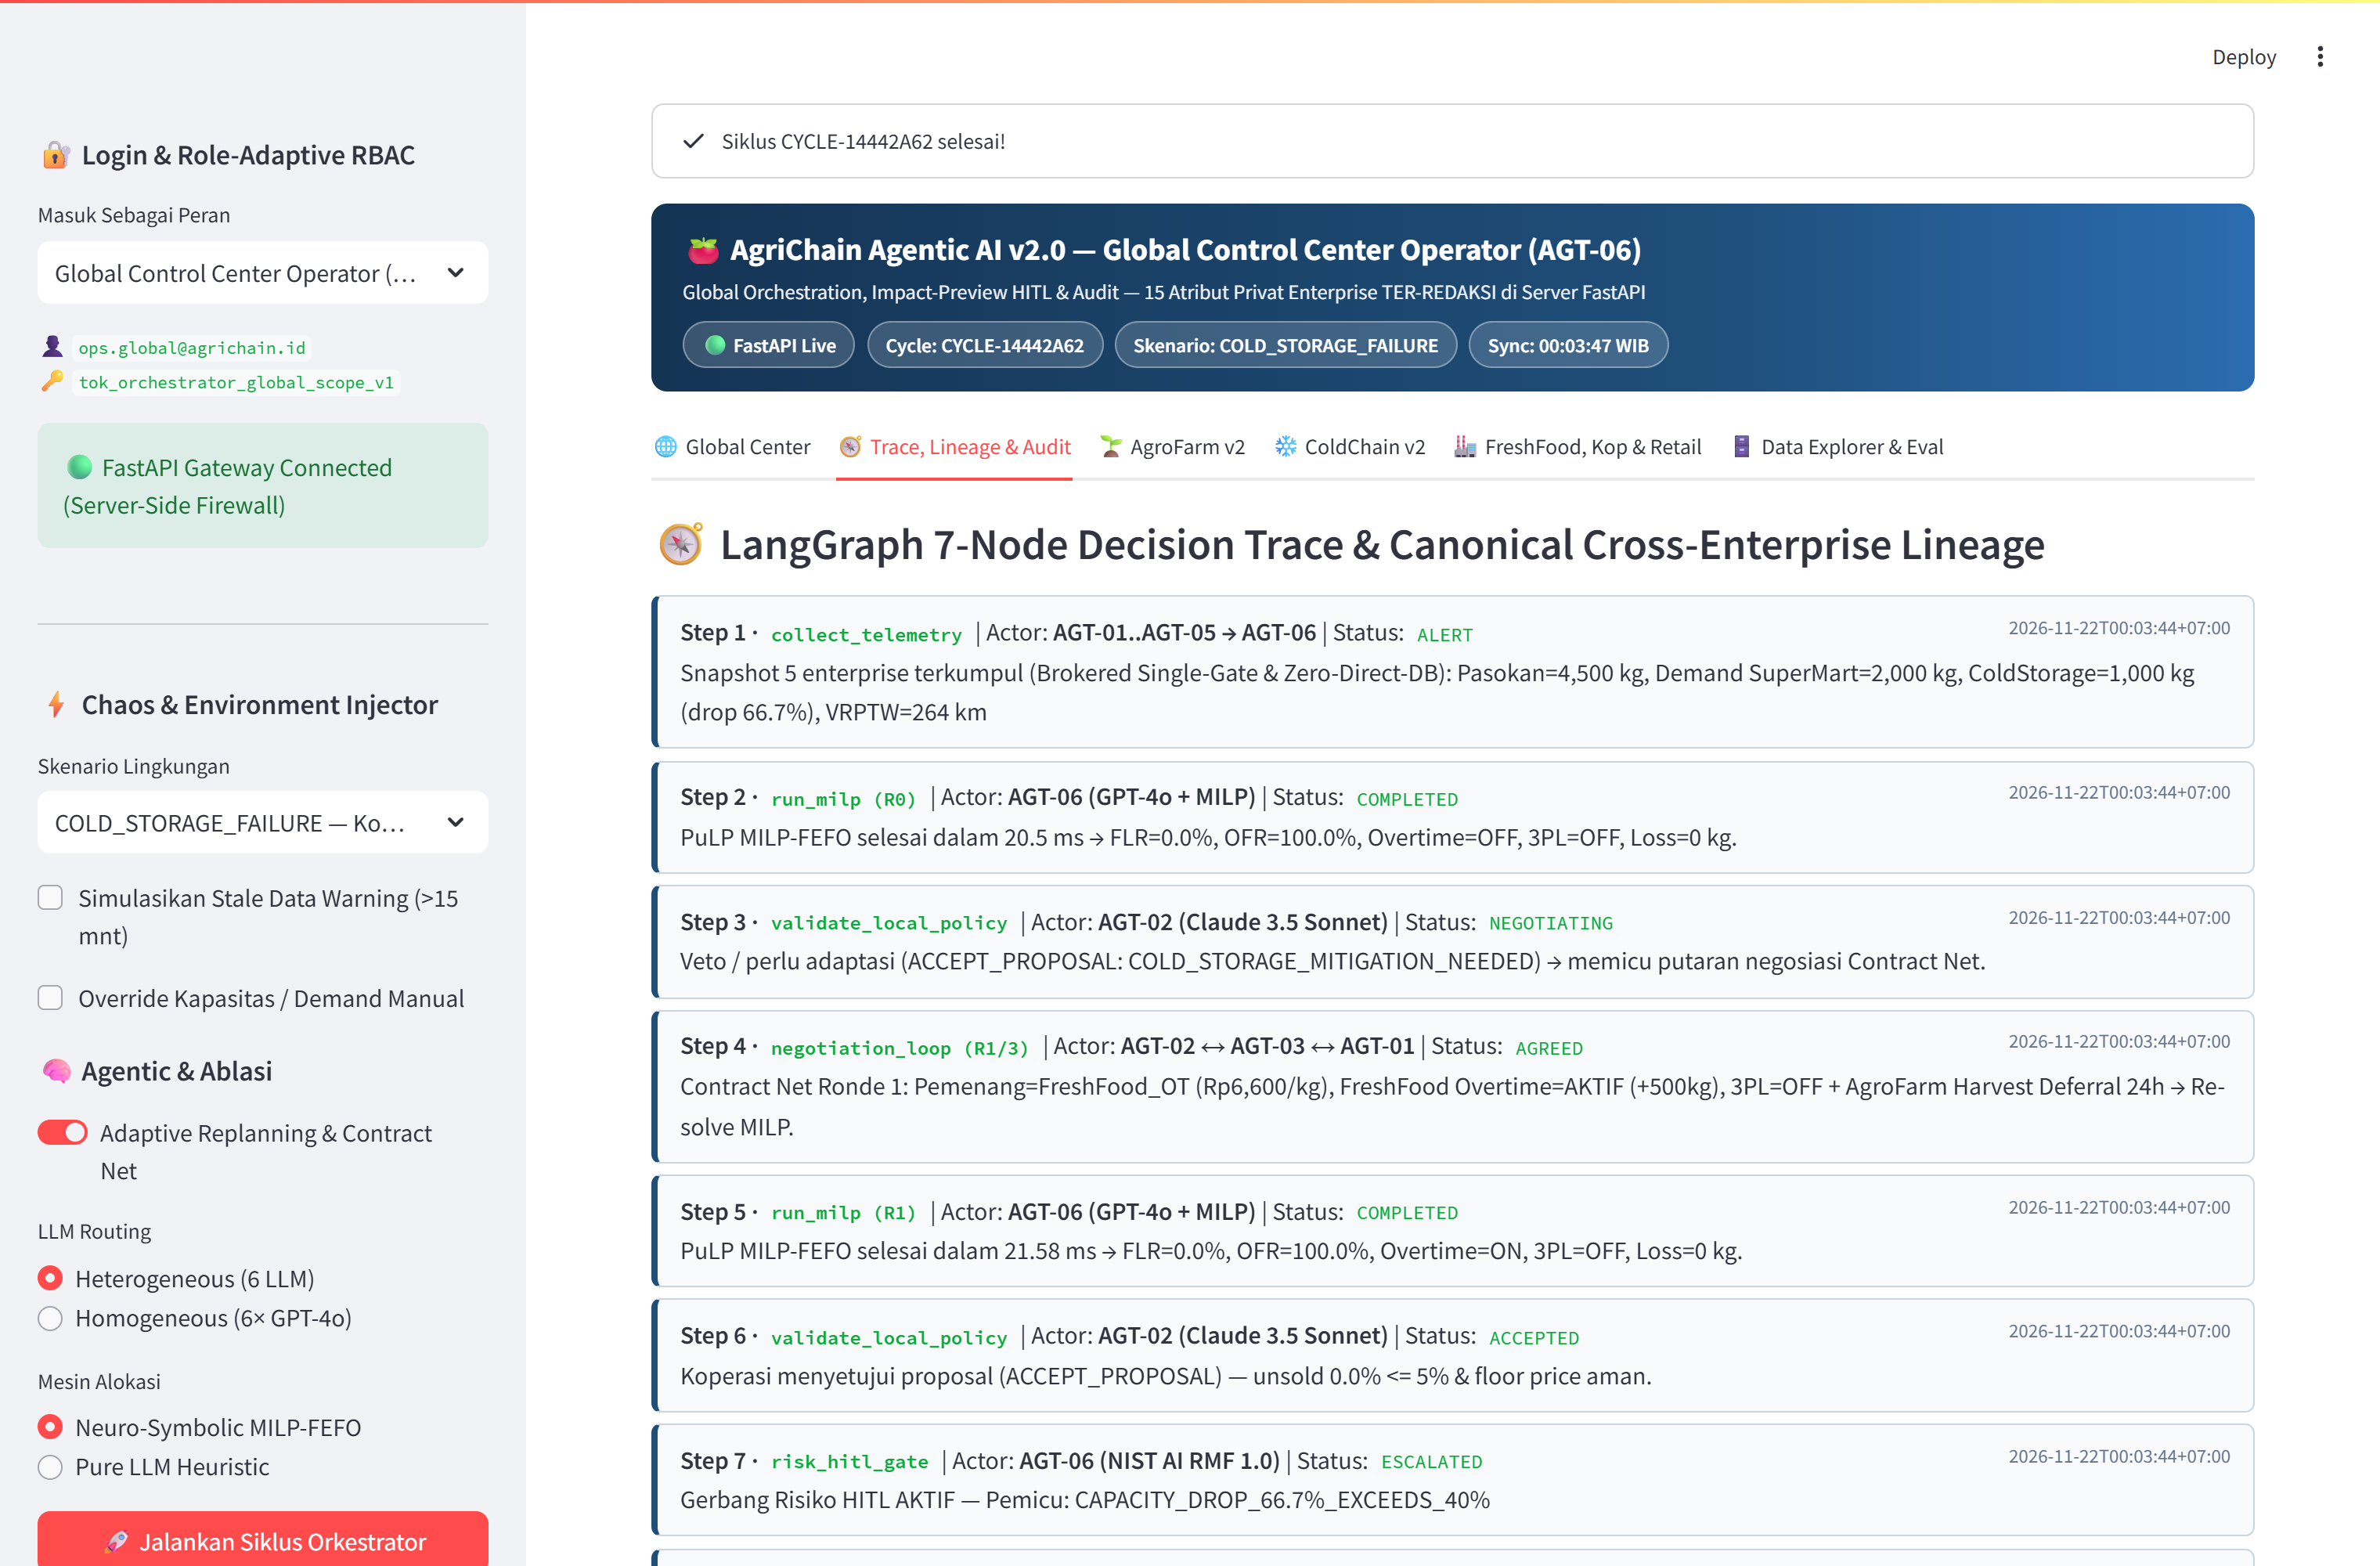 Deploy
Login & Role-Adaptive RBAC
Masuk Sebagai Peran
Global Control Center Operator (...
ops.global@agrichain.id
tok_orchestrator_global_scope_v1
FastAPI Gateway Connected
(Server-Side Firewall)
Chaos & Environment Injector
Skenario Lingkungan
COLD_STORAGE_FAILURE — Ko...
Simulasikan Stale Data Warning (>15
mnt)
Override Kapasitas / Demand Manual
Agentic & Ablasi
Adaptive Replanning & Contract
Net
LLM Routing
Heterogeneous (6 LLM)
Homogeneous (6× GPT-4o)
Mesin Alokasi
Neuro-Symbolic MILP-FEFO
Pure LLM Heuristic
Jalankan Siklus Orkestrator
Siklus CYCLE-14442A62 selesai!
AgriChain Agentic AI v2.0 — Global Control Center Operator (AGT-06)
Global Orchestration, Impact-Preview HITL & Audit — 15 Atribut Privat Enterprise TER-REDAKSI di Server FastAPI
FastAPI Live
Cycle: CYCLE-14442A62
Skenario: COLD_STORAGE_FAILURE
Sync: 00:03:47 WIB
Global Center
Trace, Lineage & Audit
AgroFarm v2
ColdChain v2
FreshFood, Kop & Retail
Data Explorer & Eval
LangGraph 7-Node Decision Trace & Canonical Cross-Enterprise Lineage
Step 1 · collect_telemetry | Actor: AGT-01..AGT-05 → AGT-06 | Status: ALERT
2026-11-22T00:03:44+07:00
Snapshot 5 enterprise terkumpul (Brokered Single-Gate & Zero-Direct-DB): Pasokan=4,500 kg, Demand SuperMart=2,000 kg, ColdStorage=1,000 kg
(drop 66.7%), VRPTW=264 km
Step 2 · run_milp (R0) | Actor: AGT-06 (GPT-4o + MILP) | Status: COMPLETED
2026-11-22T00:03:44+07:00
PuLP MILP-FEFO selesai dalam 20.5 ms → FLR=0.0%, OFR=100.0%, Overtime=OFF, 3PL=OFF, Loss=0 kg.
Step 3 · validate_local_policy | Actor: AGT-02 (Claude 3.5 Sonnet) | Status: NEGOTIATING
2026-11-22T00:03:44+07:00
Veto / perlu adaptasi (ACCEPT_PROPOSAL: COLD_STORAGE_MITIGATION_NEEDED) → memicu putaran negosiasi Contract Net.
Step 4 · negotiation_loop (R1/3) | Actor: AGT-02 ↔ AGT-03 ↔ AGT-01 | Status: AGREED
2026-11-22T00:03:44+07:00
Contract Net Ronde 1: Pemenang=FreshFood_OT (Rp6,600/kg), FreshFood Overtime=AKTIF (+500kg), 3PL=OFF + AgroFarm Harvest Deferral 24h → Re-
solve MILP.
Step 5 · run_milp (R1) | Actor: AGT-06 (GPT-4o + MILP) | Status: COMPLETED
2026-11-22T00:03:44+07:00
PuLP MILP-FEFO selesai dalam 21.58 ms → FLR=0.0%, OFR=100.0%, Overtime=ON, 3PL=OFF, Loss=0 kg.
Step 6 · validate_local_policy | Actor: AGT-02 (Claude 3.5 Sonnet) | Status: ACCEPTED
2026-11-22T00:03:44+07:00
Koperasi menyetujui proposal (ACCEPT_PROPOSAL) — unsold 0.0% <= 5% & floor price aman.
Step 7 · risk_hitl_gate | Actor: AGT-06 (NIST AI RMF 1.0) | Status: ESCALATED
2026-11-22T00:03:44+07:00
Gerbang Risiko HITL AKTIF — Pemicu: CAPACITY_DROP_66.7%_EXCEEDS_40%